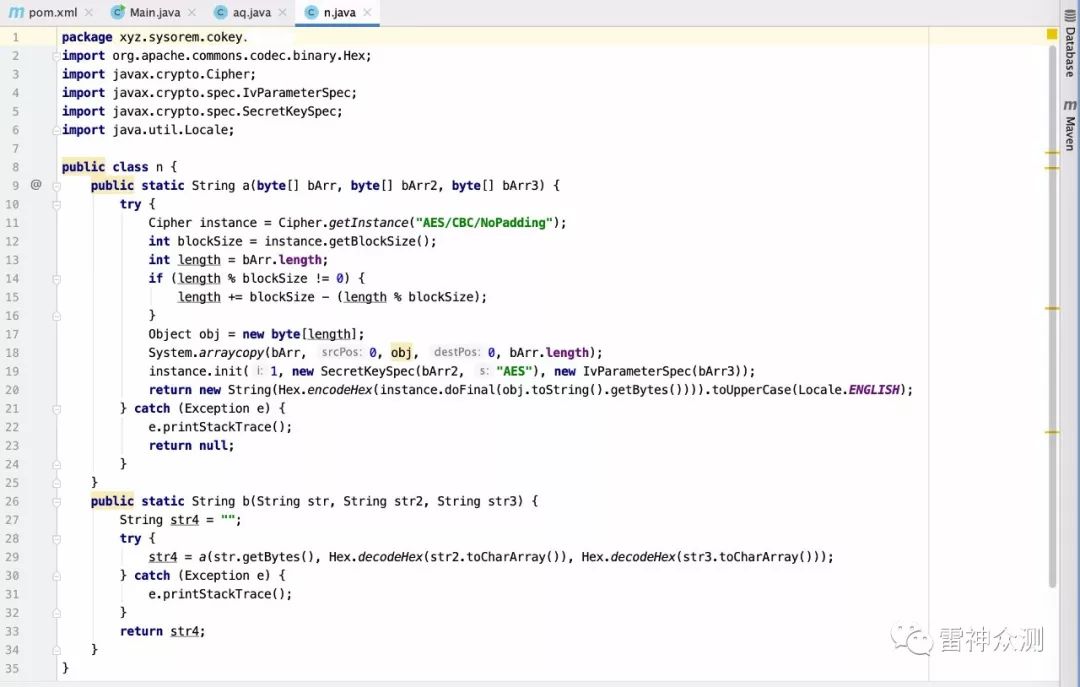 m pom.xml × C Main.java × C aq.java × C n.java ×
Database
m Maven
1 package xyz.sysorem.cokey.
2 import org.apache.commons.codec.binary.Hex;
3 import javax.crypto.Cipher;
4 import javax.crypto.spec.IvParameterSpec;
5 import javax.crypto.spec.SecretKeySpec;
6 import java.util.Locale;
7
8 public class n {
9 @ public static String a(byte[] bArr, byte[] bArr2, byte[] bArr3) {
10 try {
11 Cipher instance = Cipher.getInstance("AES/CBC/NoPadding");
12 int blockSize = instance.getBlockSize();
13 int length = bArr.length;
14 if (length % blockSize != 0) {
15 length += blockSize - (length % blockSize);
16 }
17 Object obj = new byte[length];
18 System.arraycopy(bArr, srcPos: 0, obj, destPos: 0, bArr.length);
19 instance.init( i: 1, new SecretKeySpec(bArr2, s: "AES"), new IvParameterSpec(bArr3));
20 return new String(Hex.encodeHex(instance.doFinal(obj.toString().getBytes()))).toUpperCase(Locale.ENGLISH);
21 } catch (Exception e) {
22 e.printStackTrace();
23 return null;
24 }
25 }
26 public static String b(String str, String str2, String str3) {
27 String str4 = "";
28 try {
29 str4 = a(str.getBytes(), Hex.decodeHex(str2.toCharArray()), Hex.decodeHex(str3.toCharArray()));
30 } catch (Exception e) {
31 e.printStackTrace();
32 }
33 return str4;
34 }
35 }
雷神众测